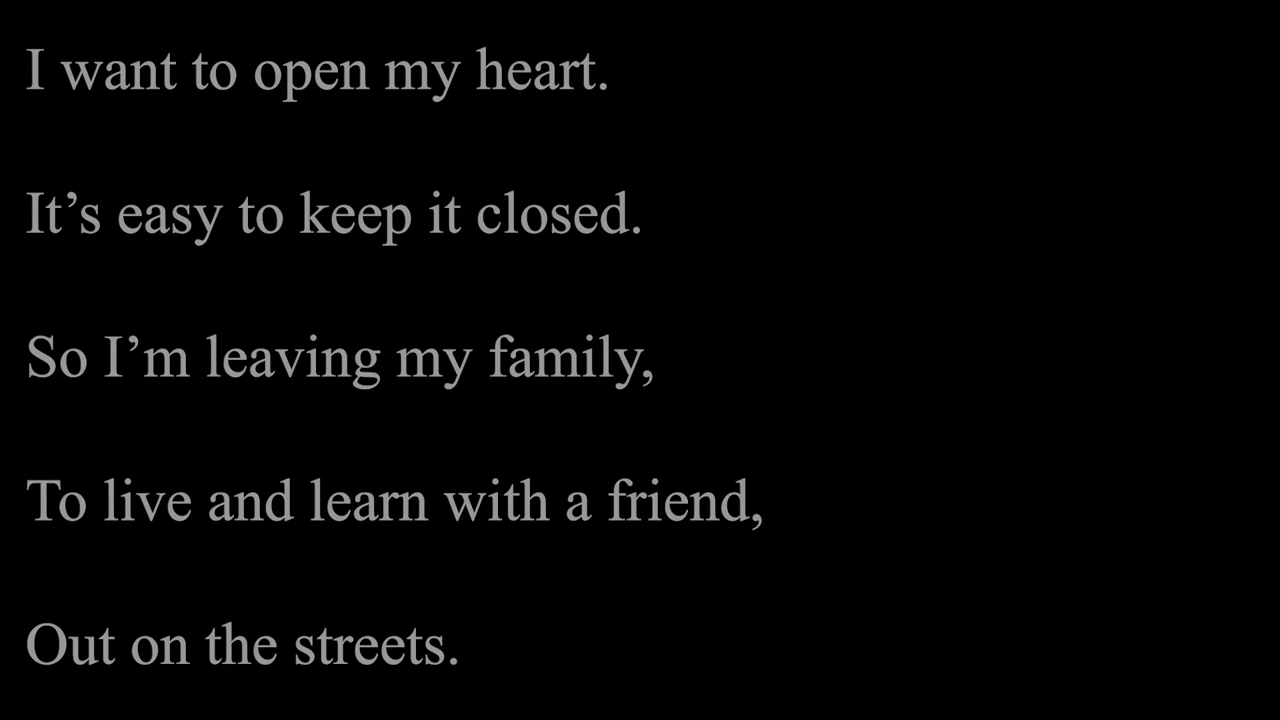 I want to open my heart.
It’s easy to keep it closed.
So I’m leaving my family,
To live and learn with a friend,
Out on the streets.